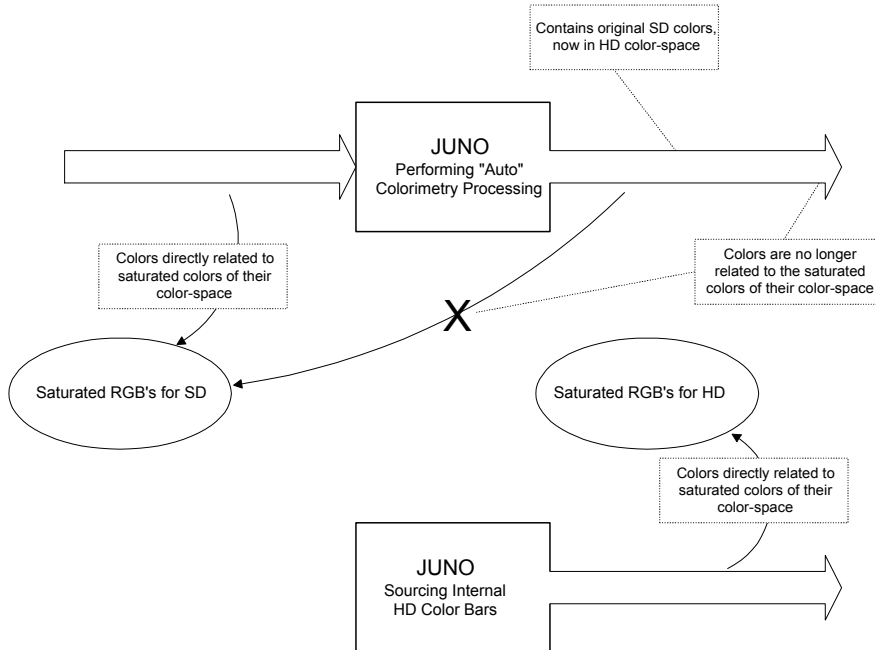 Contains original SD colors,
now in HD color-space
JUNO
Performing "Auto"
Colorimetry Processing
Colors directly related to
saturated colors of their
color-space
Colors are no longer
related to the saturated
colors of their color-space
X
Saturated RGB's for SD
Saturated RGB's for HD
Colors directly related to
saturated colors of their
color-space
JUNO
Sourcing Internal
HD Color Bars